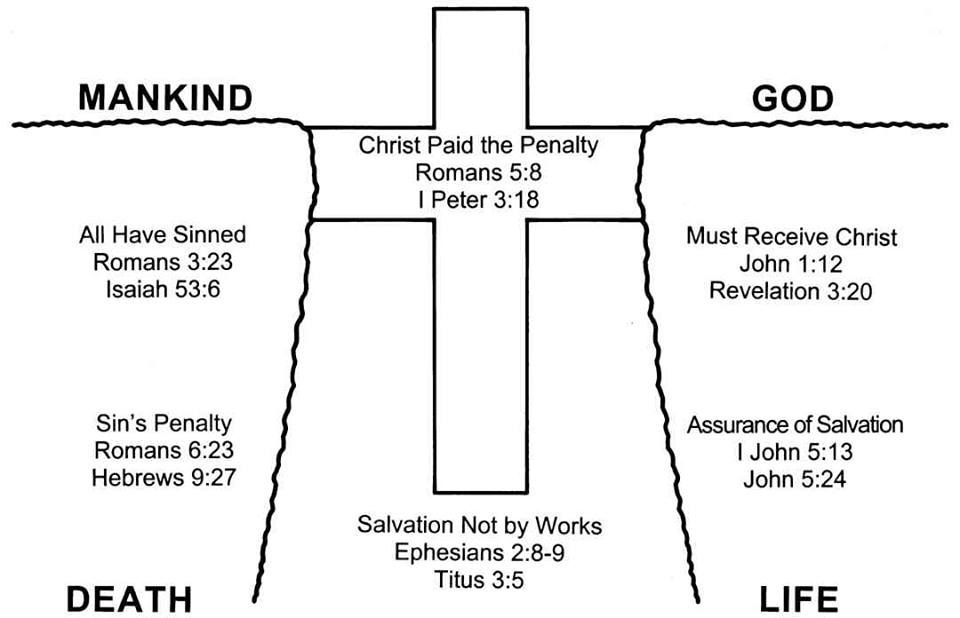 MANKIND
GOD
Christ Paid the Penalty
Romans 5:8
I Peter 3:18
All Have Sinned
Romans 3:23
Isaiah 53:6
Must Receive Christ
John 1:12
Revelation 3:20
Sin's Penalty
Romans 6:23
Hebrews 9:27
Assurance of Salvation
I John 5:13
John 5:24
Salvation Not by Works
Ephesians 2:8-9
Titus 3:5
DEATH
LIFE